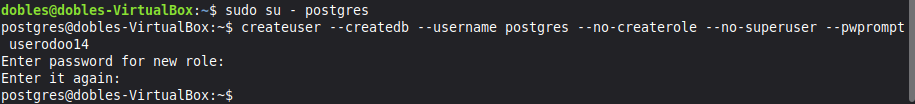 dobles@dobles-VirtualBox:~$ sudo su - postgres
postgres@dobles-VirtualBox:~$ createuser --createdb --username postgres --no-createrole --no-superuser --pwprompt
userodoo14
Enter password for new role:
Enter it again:
postgres@dobles-VirtualBox:~$